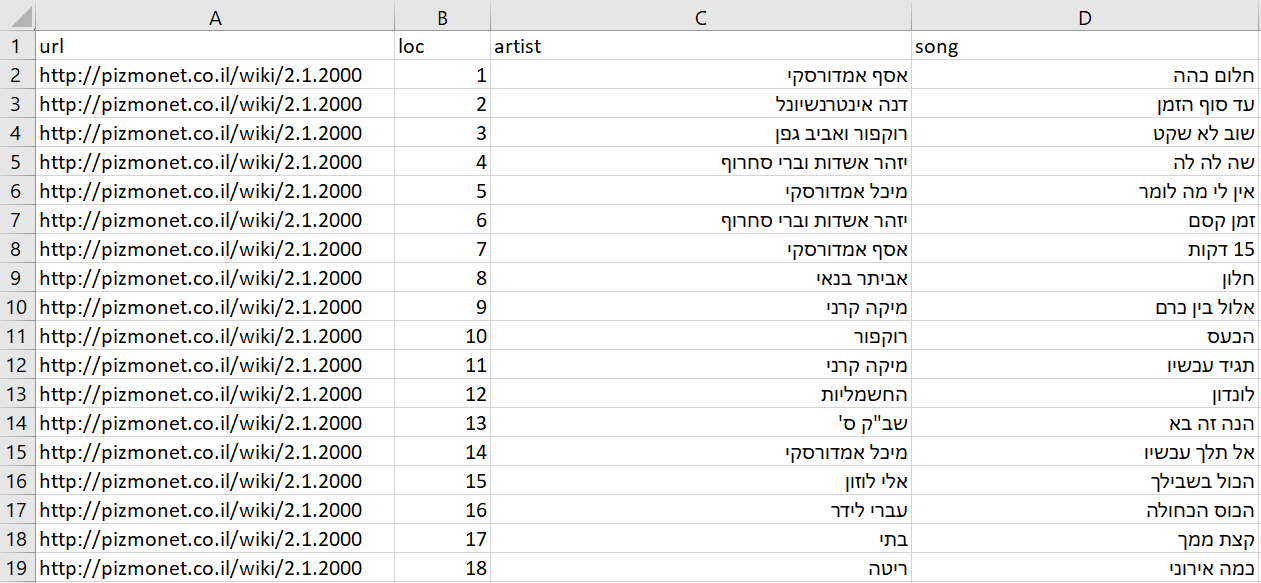 A B C D
1 url loc artist song
2 http://pizmonet.co.il/wiki/2.1.2000 1 אסף אמדורסקי חלום כהה
3 http://pizmonet.co.il/wiki/2.1.2000 2 דנה אינטרנשיונל עד סוף הזמן
4 http://pizmonet.co.il/wiki/2.1.2000 3 רוקפור ואביב גפן שוב לא שקט
5 http://pizmonet.co.il/wiki/2.1.2000 4 יזהר אשדות וברי סחרוף שה לה לה
6 http://pizmonet.co.il/wiki/2.1.2000 5 מיכל אמדורסקי אין לי מה לומר
7 http://pizmonet.co.il/wiki/2.1.2000 6 יזהר אשדות וברי סחרוף זמן קסם
8 http://pizmonet.co.il/wiki/2.1.2000 7 אסף אמדורסקי 15 דקות
9 http://pizmonet.co.il/wiki/2.1.2000 8 אביתר בנאי חלון
10 http://pizmonet.co.il/wiki/2.1.2000 9 מיקה קרני אלול בין כרם
11 http://pizmonet.co.il/wiki/2.1.2000 10 רוקפור הכעס
12 http://pizmonet.co.il/wiki/2.1.2000 11 מיקה קרני תגיד עכשיו
13 http://pizmonet.co.il/wiki/2.1.2000 12 החשמליות לונדון
14 http://pizmonet.co.il/wiki/2.1.2000 13 שב"ק ס' הנה זה בא
15 http://pizmonet.co.il/wiki/2.1.2000 14 מיכל אמדורסקי אל תלך עכשיו
16 http://pizmonet.co.il/wiki/2.1.2000 15 אלי לוזון הכול בשבילך
17 http://pizmonet.co.il/wiki/2.1.2000 16 עברי לידר הכוס הכחולה
18 http://pizmonet.co.il/wiki/2.1.2000 17 בתי קצת ממך
19 http://pizmonet.co.il/wiki/2.1.2000 18 ריטה כמה אירוני